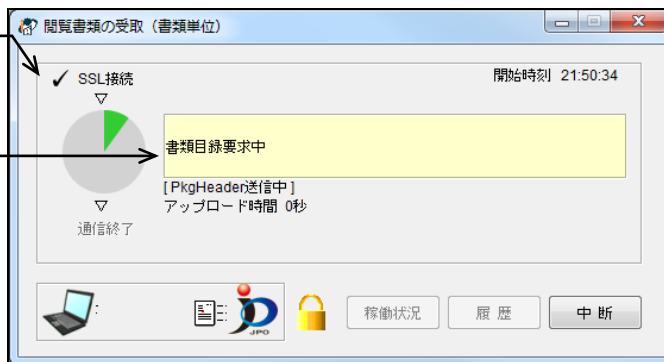 閲覧書類の受取（書類単位）
✓ SSL接続
開始時刻 21:50:34
書類目録要求中
[ PkgHeader送信中 ]
アップロード時間 0秒
通信終了
JPO
稼働状況
履 歴
中 断